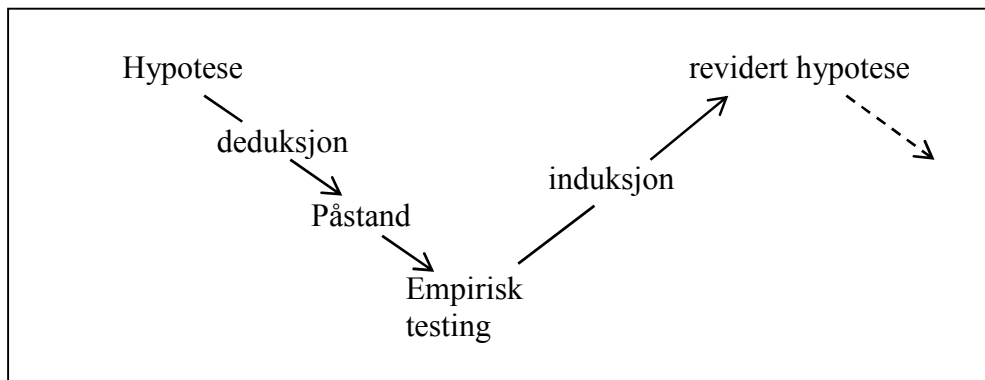 Hypotese
revidert hypotese
deduksjon
induksjon
Påstand
Empirisk
testing